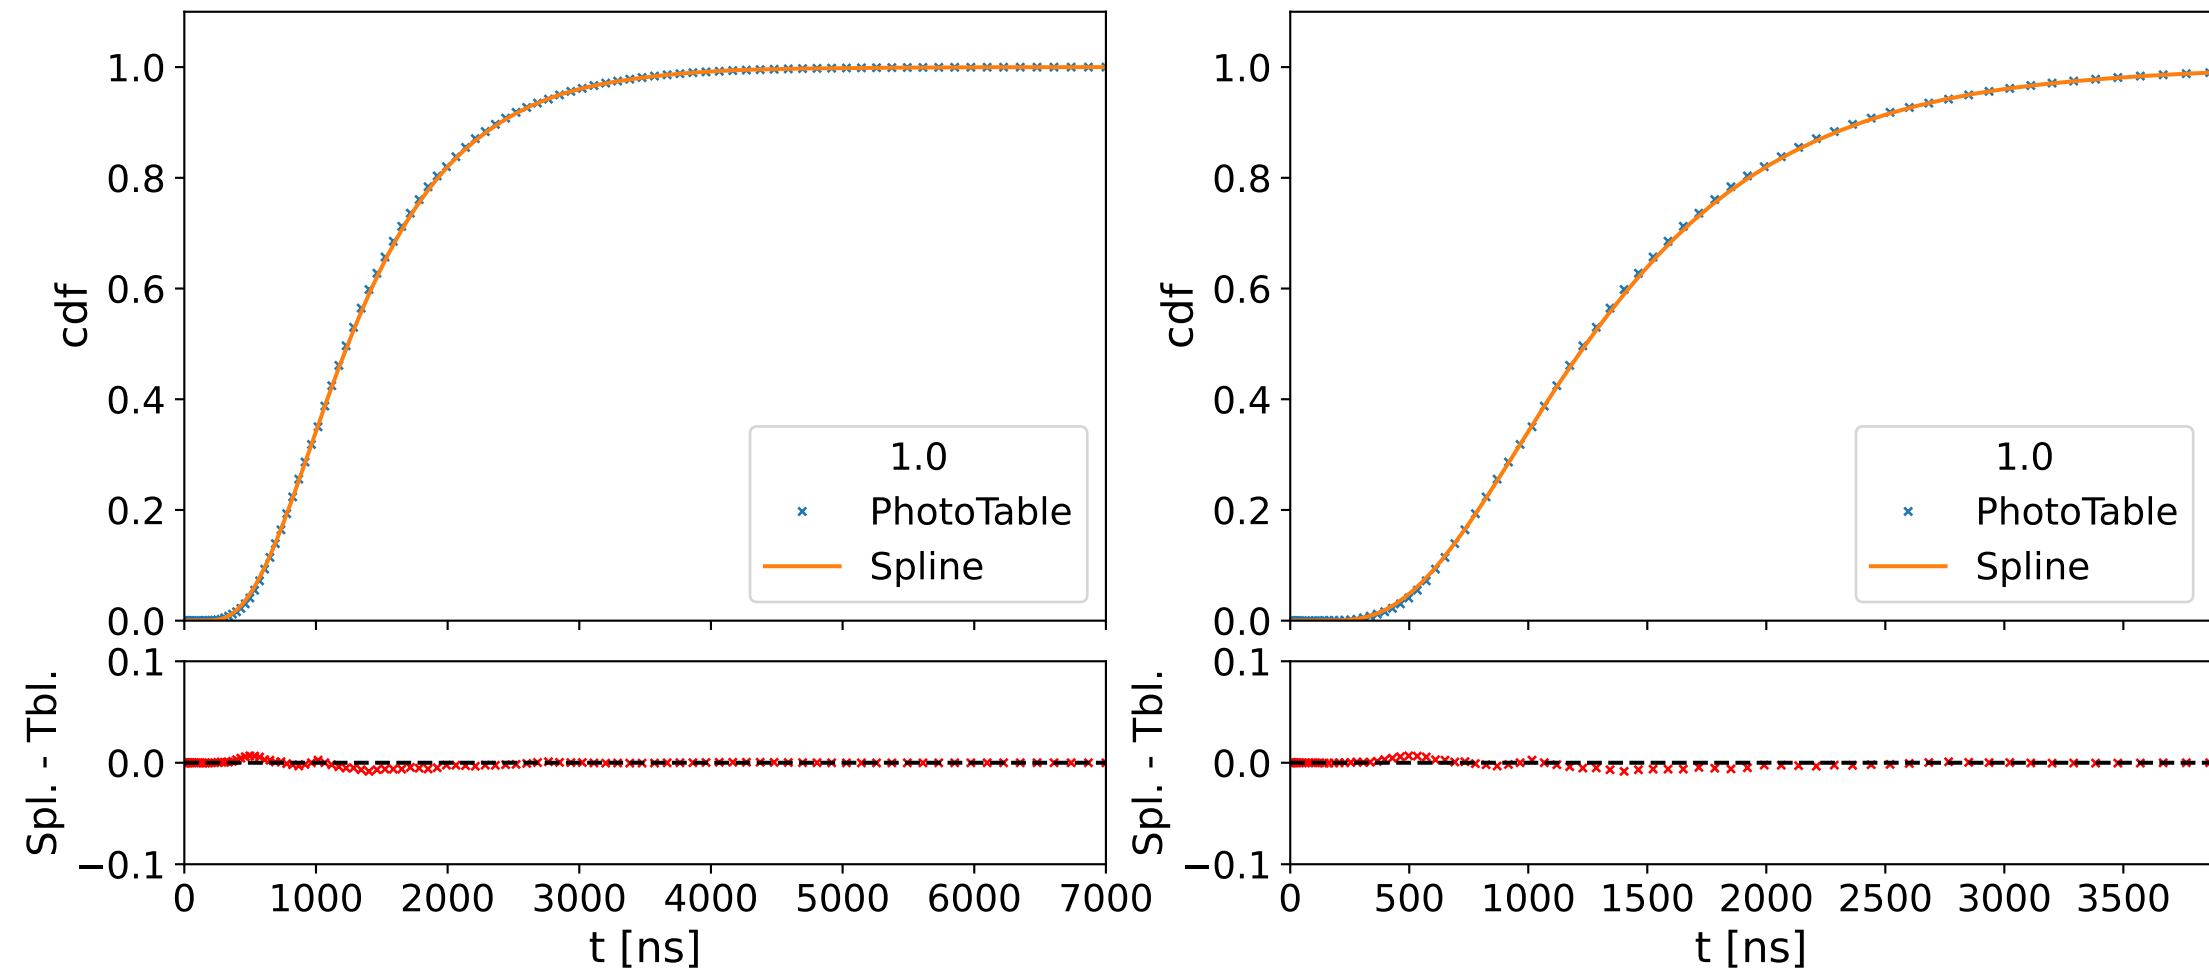 cdf
1.0
0.8
0.6
0.4
0.2
0.0
1.0
PhotoTable
Spline
Spl. - Tbl.
0.1
0.0
−0.1
0 1000 2000 3000 4000 5000 6000 7000
t [ns]
cdf
1.0
0.8
0.6
0.4
0.2
0.0
1.0
PhotoTable
Spline
Spl. - Tbl.
0.1
0.0
−0.1
0 500 1000 1500 2000 2500 3000 3500
t [ns]